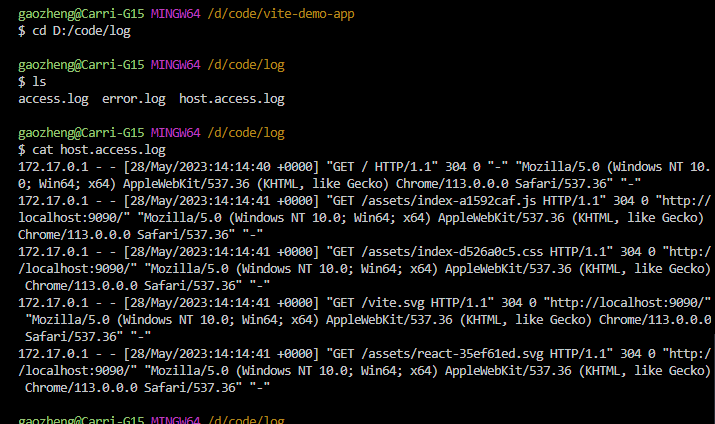 gaozheng@Carri-G15 MINGW64 /d/code/vite-demo-app
$ cd D:/code/log
gaozheng@Carri-G15 MINGW64 /d/code/log
$ ls
access.log  error.log  host.access.log
gaozheng@Carri-G15 MINGW64 /d/code/log
$ cat host.access.log
172.17.0.1 - - [28/May/2023:14:14:40 +0000] "GET / HTTP/1.1" 304 0 "-" "Mozilla/5.0 (Windows NT 10.
0; Win64; x64) AppleWebKit/537.36 (KHTML, like Gecko) Chrome/113.0.0.0 Safari/537.36" "-"
172.17.0.1 - - [28/May/2023:14:14:41 +0000] "GET /assets/index-a1592caf.js HTTP/1.1" 304 0 "http://
localhost:9090/" "Mozilla/5.0 (Windows NT 10.0; Win64; x64) AppleWebKit/537.36 (KHTML, like Gecko)
Chrome/113.0.0.0 Safari/537.36" "-"
172.17.0.1 - - [28/May/2023:14:14:41 +0000] "GET /assets/index-d526a0c5.css HTTP/1.1" 304 0 "http:/
/localhost:9090/" "Mozilla/5.0 (Windows NT 10.0; Win64; x64) AppleWebKit/537.36 (KHTML, like Gecko)
 Chrome/113.0.0.0 Safari/537.36" "-"
172.17.0.1 - - [28/May/2023:14:14:41 +0000] "GET /vite.svg HTTP/1.1" 304 0 "http://localhost:9090/"
 "Mozilla/5.0 (Windows NT 10.0; Win64; x64) AppleWebKit/537.36 (KHTML, like Gecko) Chrome/113.0.0.0
 Safari/537.36" "-"
172.17.0.1 - - [28/May/2023:14:14:41 +0000] "GET /assets/react-35ef61ed.svg HTTP/1.1" 304 0 "http:/
/localhost:9090/" "Mozilla/5.0 (Windows NT 10.0; Win64; x64) AppleWebKit/537.36 (KHTML, like Gecko)
 Chrome/113.0.0.0 Safari/537.36" "-"
gaozheng@Carri-G15 MINGW64 /d/code/log